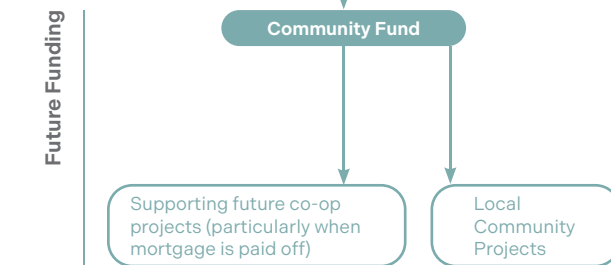 Future Funding
Community Fund
Supporting future co-op
projects (particularly when
mortgage is paid off)
Local
Community
Projects